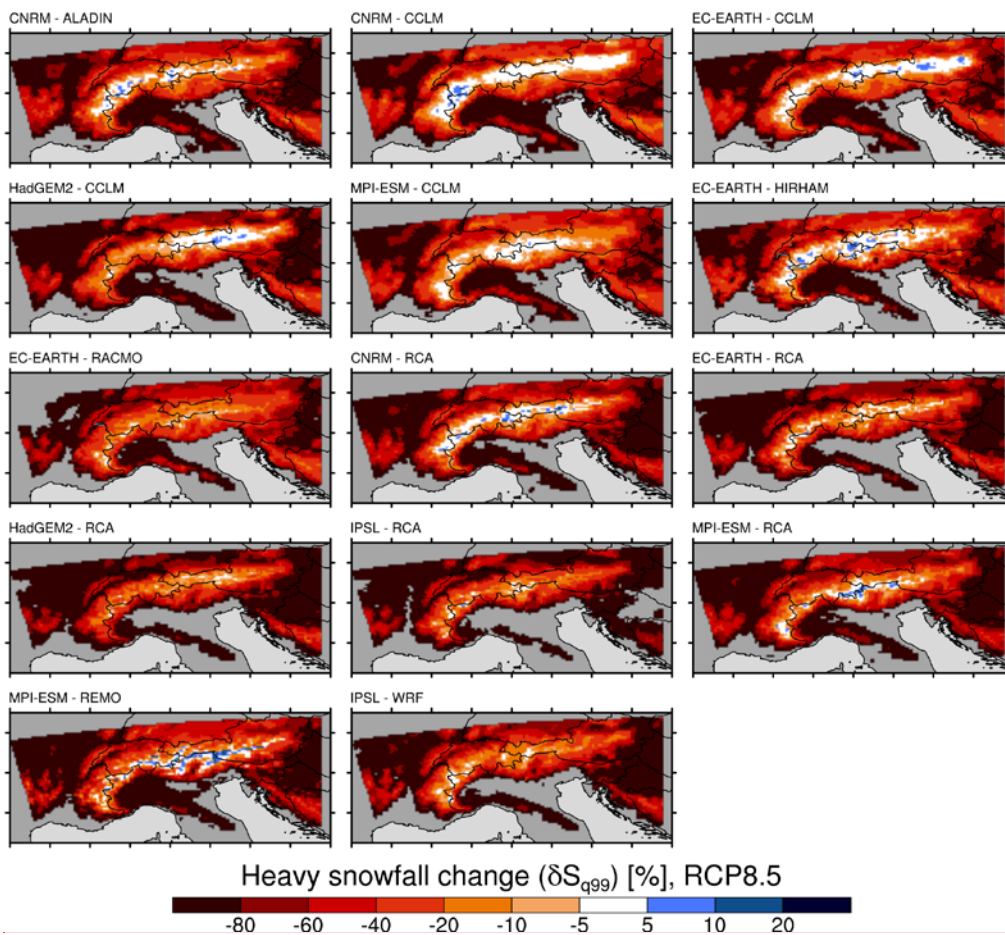 CNRM - ALADIN
CNRM - CCLM
EC-EARTH - CCLM
HadGEM2 - CCLM
MPI-ESM - CCLM
EC-EARTH - HIRHAM
EC-EARTH - RACMO
CNRM - RCA
EC-EARTH - RCA
HadGEM2 - RCA
IPSL - RCA
MPI-ESM - RCA
MPI-ESM - REMO
IPSL - WRF
Heavy snowfall change (δSq99) [%], RCP8.5
-80 -60 -40 -20 -10 -5 5 10 20